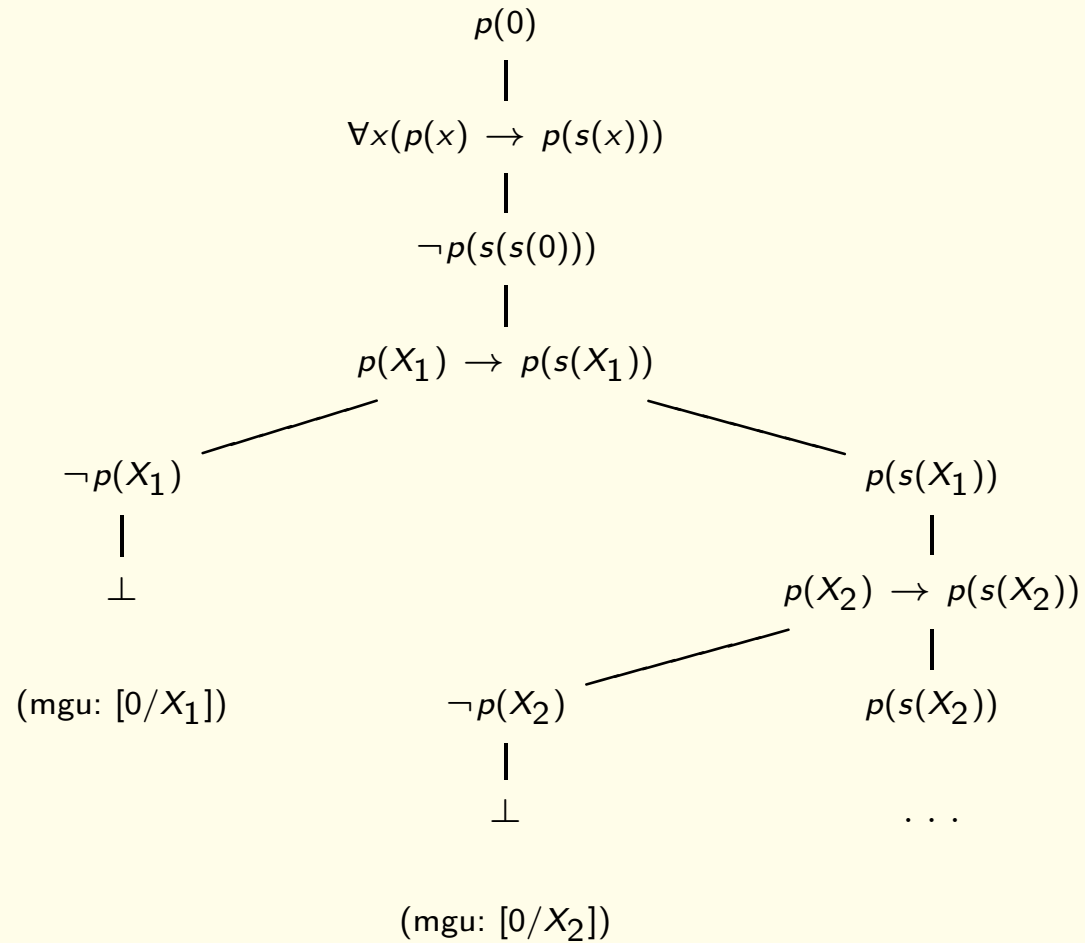 p(0)
∀x(p(x) → p(s(x)))
¬p(s(s(0)))
p(X₁) → p(s(X₁))
¬p(X₁) p(s(X₁))
⊥ p(X₂) → p(s(X₂))
(mgu: [0/X₁]) ¬p(X₂) p(s(X₂))
⊥ . . .
(mgu: [0/X₂])